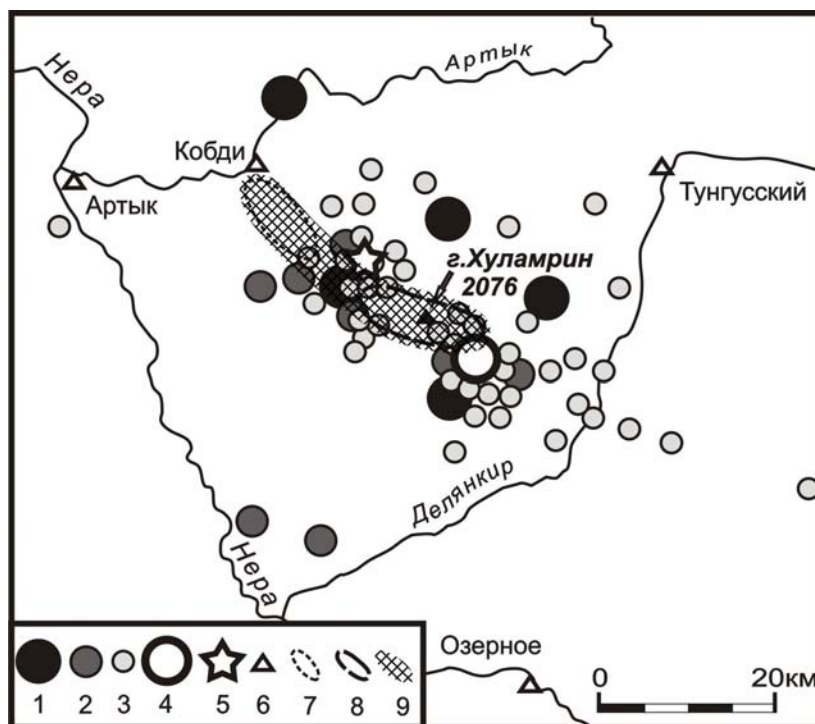 Нера
Артык
Кобди
Артык
Тунгусский
г.Хуламрин
2076
Делянкир
Нера
Озерное
0 20км
1 2 3 4 5 6 7 8 9